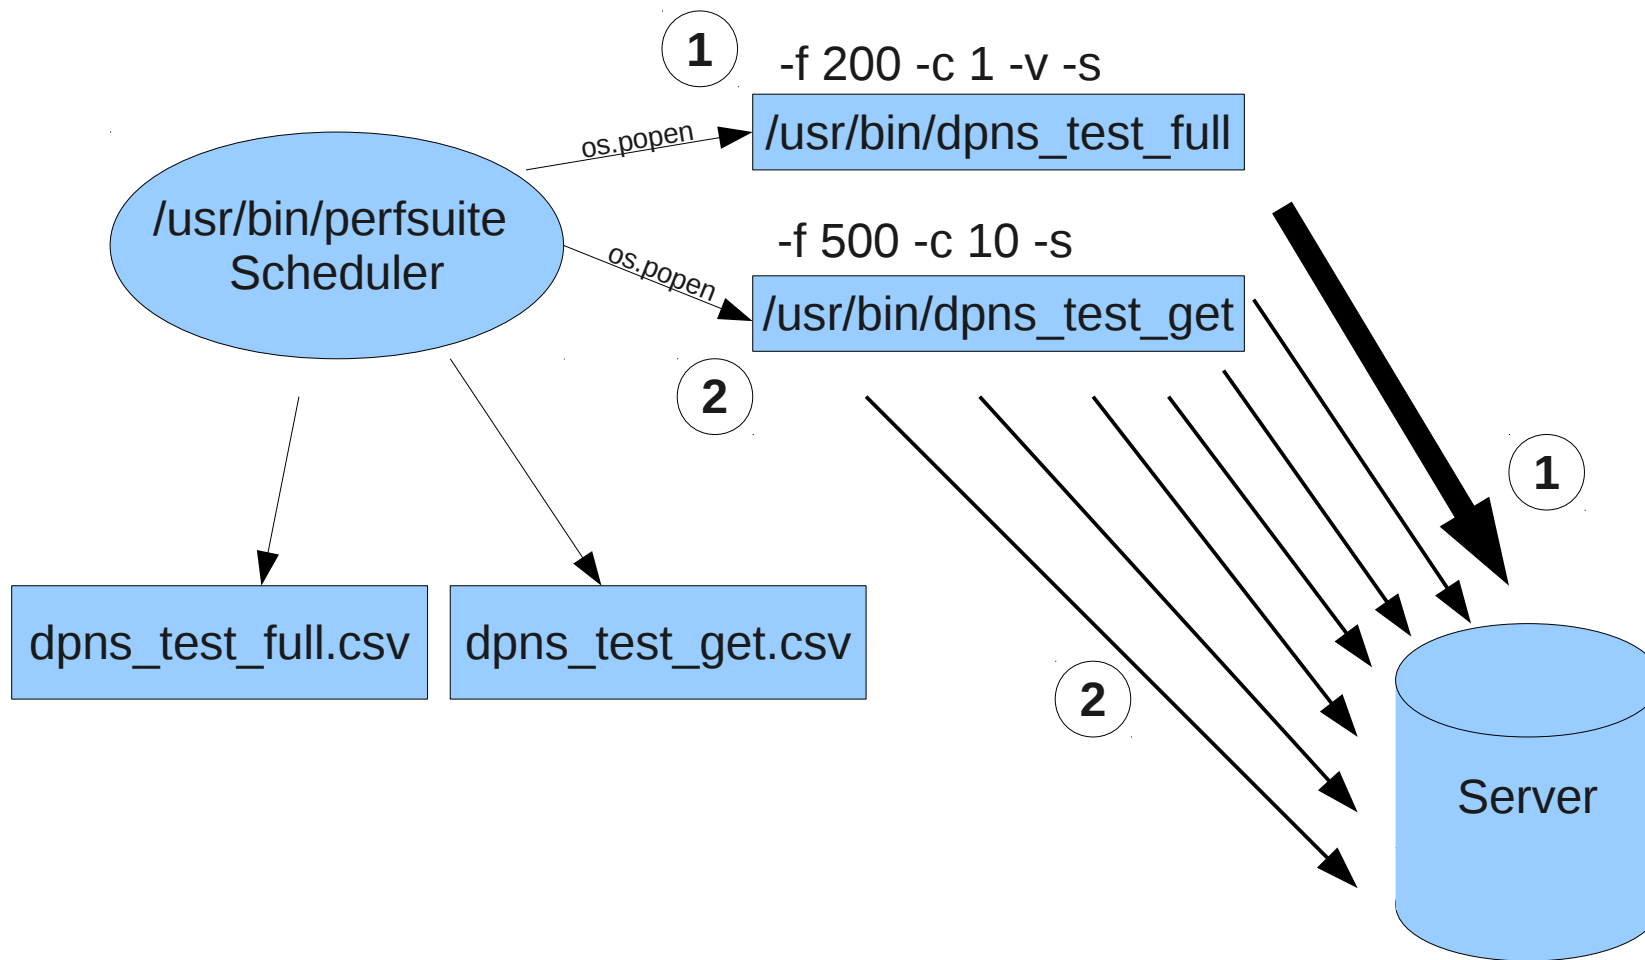 1
-f 200 -c 1 -v -s
os.popen
/usr/bin/dpns_test_full
/usr/bin/perfsuite
Scheduler
-f 500 -c 10 -s
os.popen
/usr/bin/dpns_test_get
2
1
dpns_test_full.csv
dpns_test_get.csv
2
Server